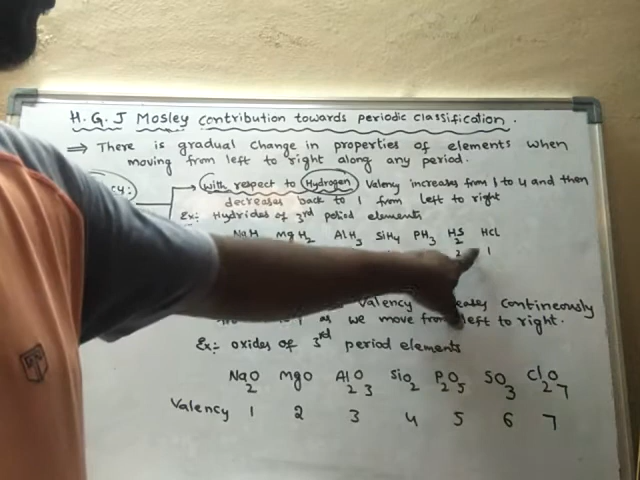 H. G. J Mosley contribution towards periodic classification.
⇒ There is gradual change in properties of elements when
moving from left to right along any period.
cy: → With respect to Hydrogen Valency increases from 1 to 4 and then
decreases back to 1 from left to right
Ex: Hydrides of 3rd poliod elements
NaH MgH2 AlH3 SiH4 PH3 H2S HCl
2 1
Valency eases contineously
as we move from left to right.
Ex: oxides of 3rd period elements
Na2O MgO Al2O3 SiO2 P2O5 SO3 Cl2O7
Valency 1 2 3 4 5 6 7